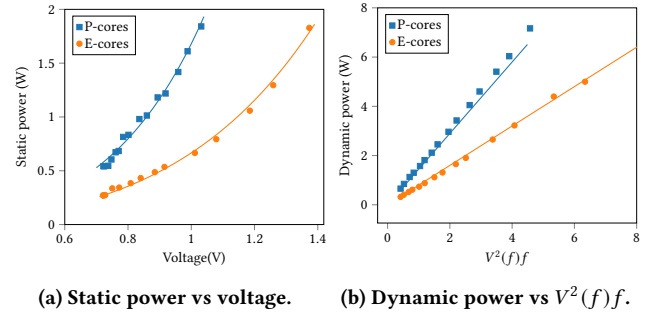 P-cores
E-cores
Static power (W)
2
1.5
1
0.5
0
0.6
0.8
1
1.2
1.4
Voltage(V)
(a) Static power vs voltage.
P-cores
E-cores
Dynamic power (W)
8
6
4
2
0
0
2
4
6
8
V²(f)f
(b) Dynamic power vs V²(f)f.